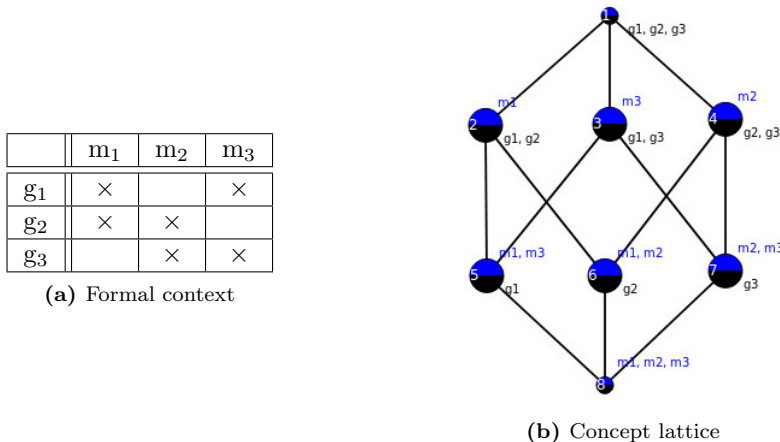 m1 m2 m3
g1 × ×
g2 × ×
g3 × ×
(a) Formal context
1
g1, g2, g3
m1 m3 m2
2 3 4
g1, g2 g1, g3 g2, g3
m1, m3 m1, m2 m2, m3
5 6 7
g1 g2 g3
m1, m2, m3
8
(b) Concept lattice